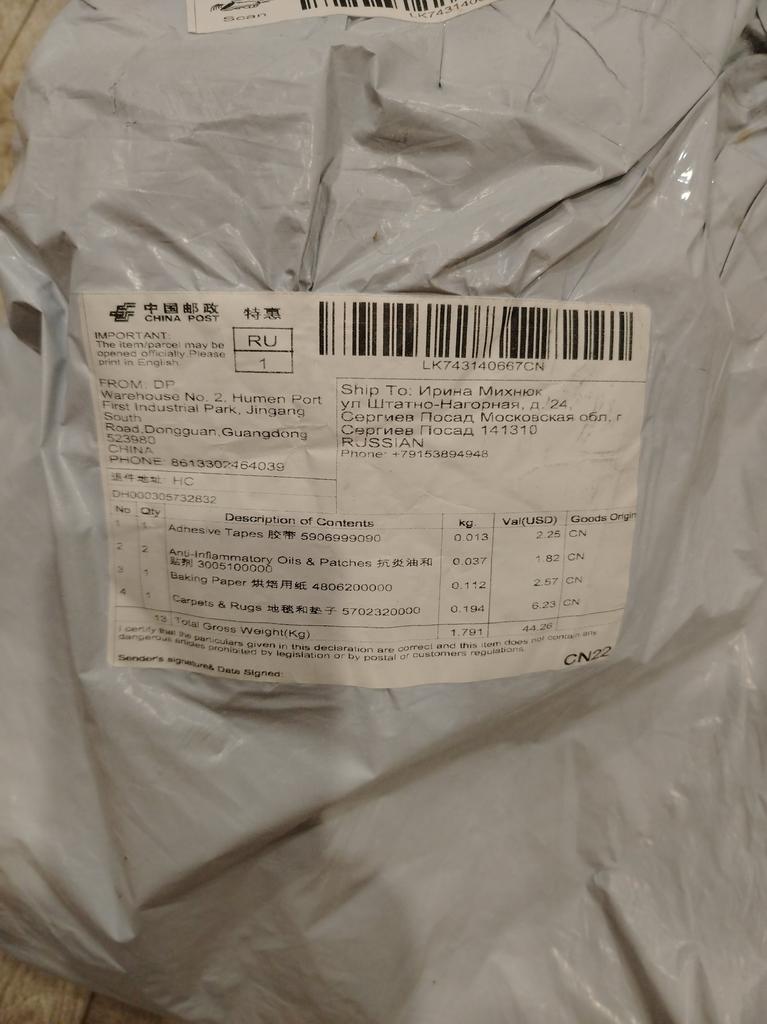 Scan
LK743140
中国邮政 特惠
CHINA POST
IMPORTANT:
The item/parcel may be
opened officially.Please
print in English.
RU
1
LK743140667CN
FROM: DP
Warehouse No. 2, Humen Port
First Industrial Park, Jingang
South
Road,Dongguan,Guangdong
523980
CHINA
PHONE: 8613302464039
退件地址: HC
DH000305732832
Ship To: Ирина Михнюк
ул Штатно-Нагорная, д. 24,
Сергиев Посад Московская обл, г
Сергиев Посад 141310
RUSSIAN
Phone: +79153894948
No Qty Description of Contents kg. Val(USD) Goods Origin
1 1 Adhesive Tapes 胶带 5906999090 0.013 2.25 CN
2 2 Anti-Inflammatory Oils & Patches 抗炎油和
贴剂 3005100000 0.037 1.82 CN
3 1 Baking Paper 烘焙用纸 4806200000 0.112 2.57 CN
4 1 Carpets & Rugs 地毯和垫子 5702320000 0.194 6.23 CN
13 Total Gross Weight(Kg) 1.791 44.26
I certify that the particulars given in this declaration are correct and this item does not contain any
dangerous articles prohibited by legislation or by postal or customers regulations.
Sender's signature& Date Signed: CN22